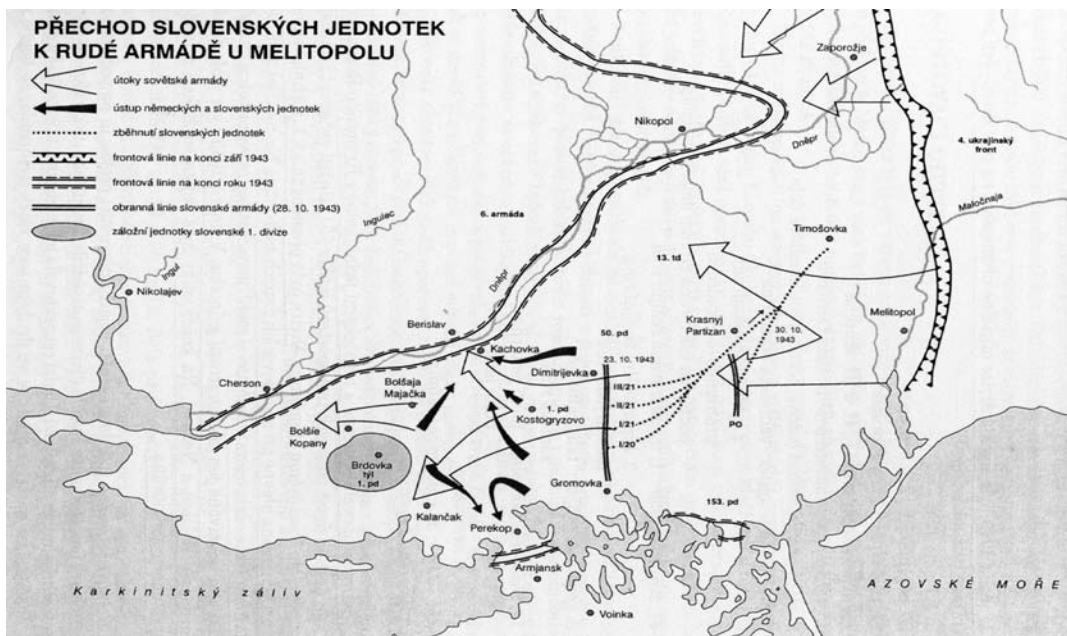 PŘECHOD SLOVENSKÝCH JEDNOTEK
K RUDÉ ARMÁDĚ U MELITOPOLU
útoky sovětské armády
ústup německých a slovenských jednotek
zběhnutí slovenských jednotek
frontová linie na konci září 1943
frontová linie na konci roku 1943
obranná linie slovenské armády (28. 10. 1943)
záložní jednotky slovenské 1. divize
Zaporožje
Nikopol
Dněpr
4. ukrajinský
front
Ingulec
6. armáda
Maločnaja
Timošovka
13. td
Ingul
Nikolajev
Dněpr
Berislav
Krasnyj
Partizan
30. 10.
1943
Melitopol
50. pd
Kachovka
23. 10. 1943
Dimitrijevka
Cherson
Bolšaja
Majačka
III/21
II/21
1. pd
Kostogryzovo
I/21
PO
Bolšíe
Kopany
I/20
Brdovka
týl
1. pd
Gromovka
Kalančak
153. pd
Perekop
Armjansk
Karkinitský záliv
AZOVSKÉ MOŘE
Voinka